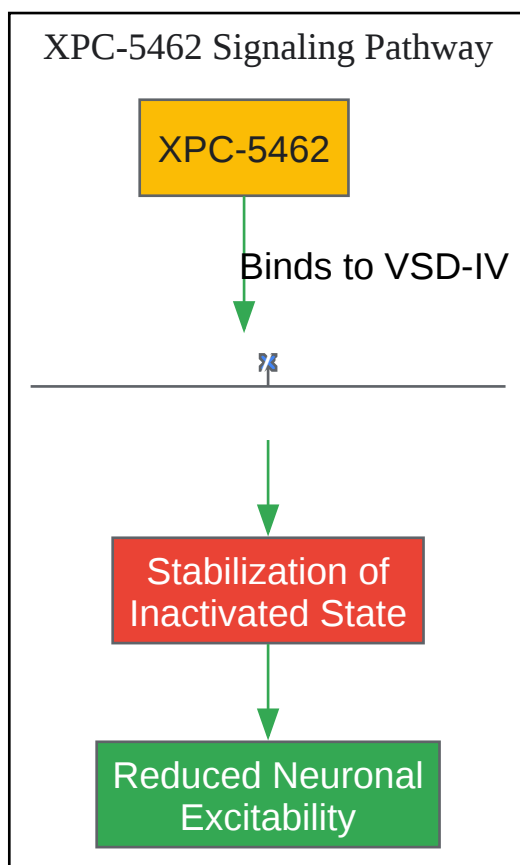 XPC-5462 Signaling Pathway
XPC-5462
Binds to VSD-IV
Stabilization of
Inactivated State
Reduced Neuronal
Excitability